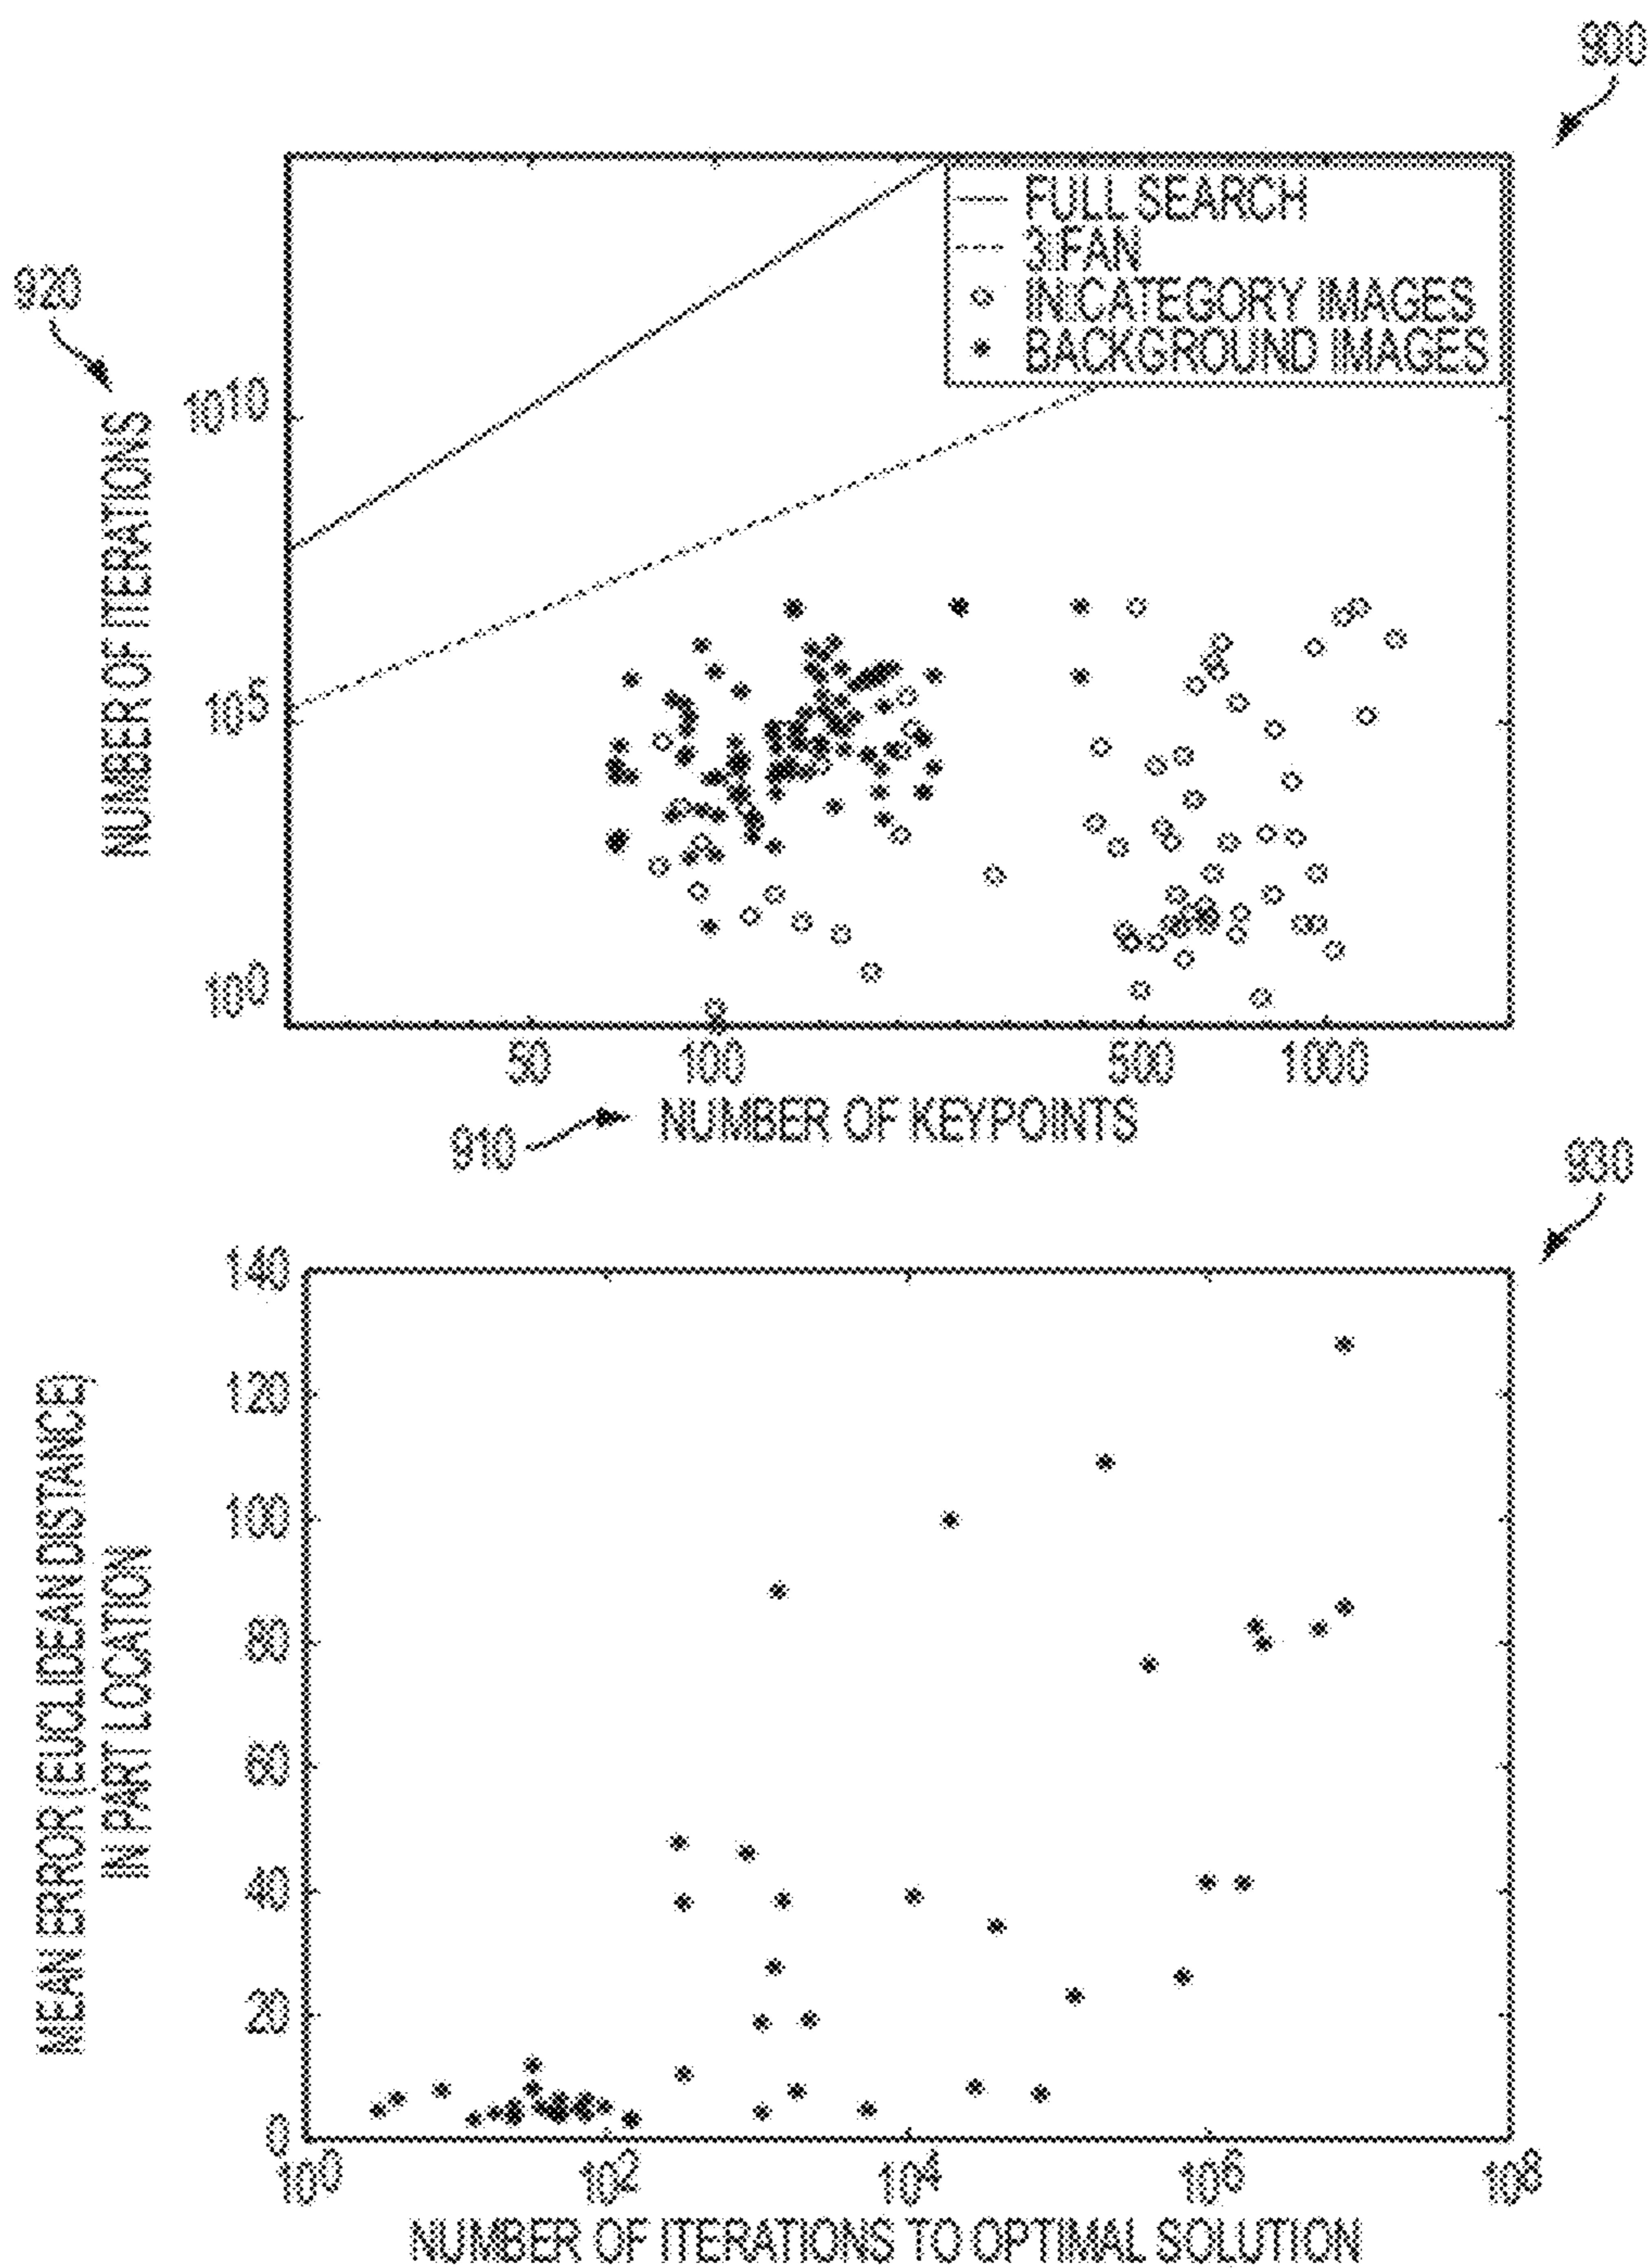 900
FULL SEARCH
3 FAN
IN CATEGORY IMAGES
BACKGROUND IMAGES
920
NUMBER OF ITERATIONS
10^10
10^5
10^0
50 100 500 1000
910 NUMBER OF KEYPOINTS
930
MEAN ERROR (EUCLIDEAN DISTANCE)
IN PART LOCATION
140
120
100
80
60
40
20
0
10^0 10^2 10^4 10^6 10^8
NUMBER OF ITERATIONS TO OPTIMAL SOLUTION